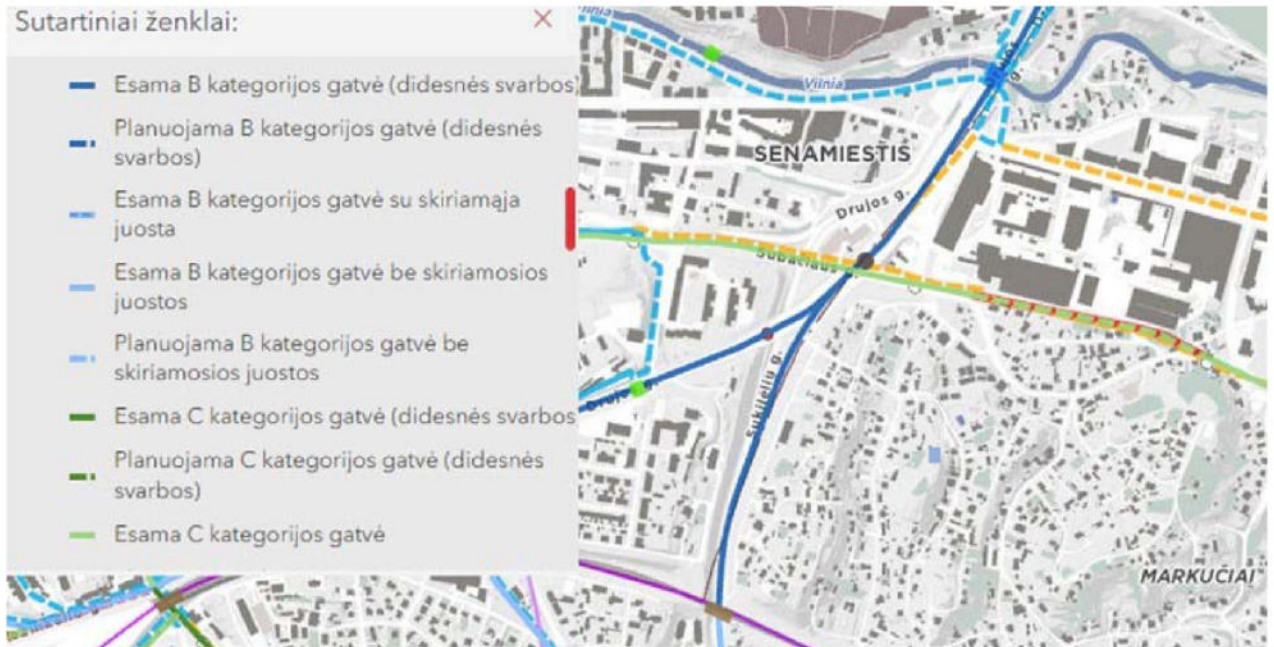 Sutartiniai ženklai:
Esama B kategorijos gatvė (didesnės svarbos)
Planuojama B kategorijos gatvė (didesnės
svarbos)
Esama B kategorijos gatvė su skiriamąja
juosta
Esama B kategorijos gatvė be skiriamosios
juostos
Planuojama B kategorijos gatvė be
skiriamosios juostos
Esama C kategorijos gatvė (didesnės svarbos
Planuojama C kategorijos gatvė (didesnės
svarbos)
Esama C kategorijos gatvė
Vilnia
SENAMIESTIS
Drujos g.
Subačiaus
Sukilėlių g.
MARKUČIAI